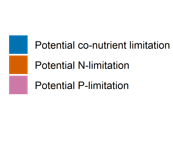 Potential co-nutrient limitation
Potential N-limitation
Potential P-limitation